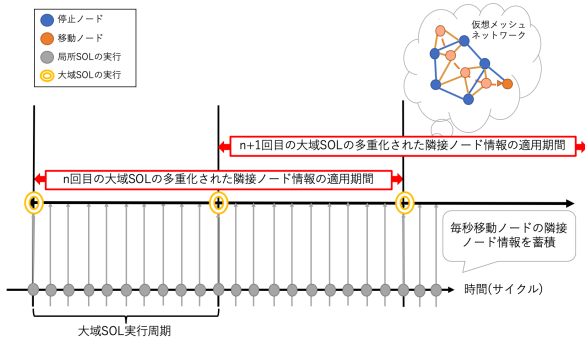 停止ノード
移動ノード
局所SOLの実行
大域SOLの実行
仮想メッシュ
ネットワーク
n+1回目の大域SOLの多重化された隣接ノード情報の適用期間
n回目の大域SOLの多重化された隣接ノード情報の適用期間
毎秒移動ノードの隣接
ノード情報を蓄積
時間(サイクル)
大域SOL実行周期